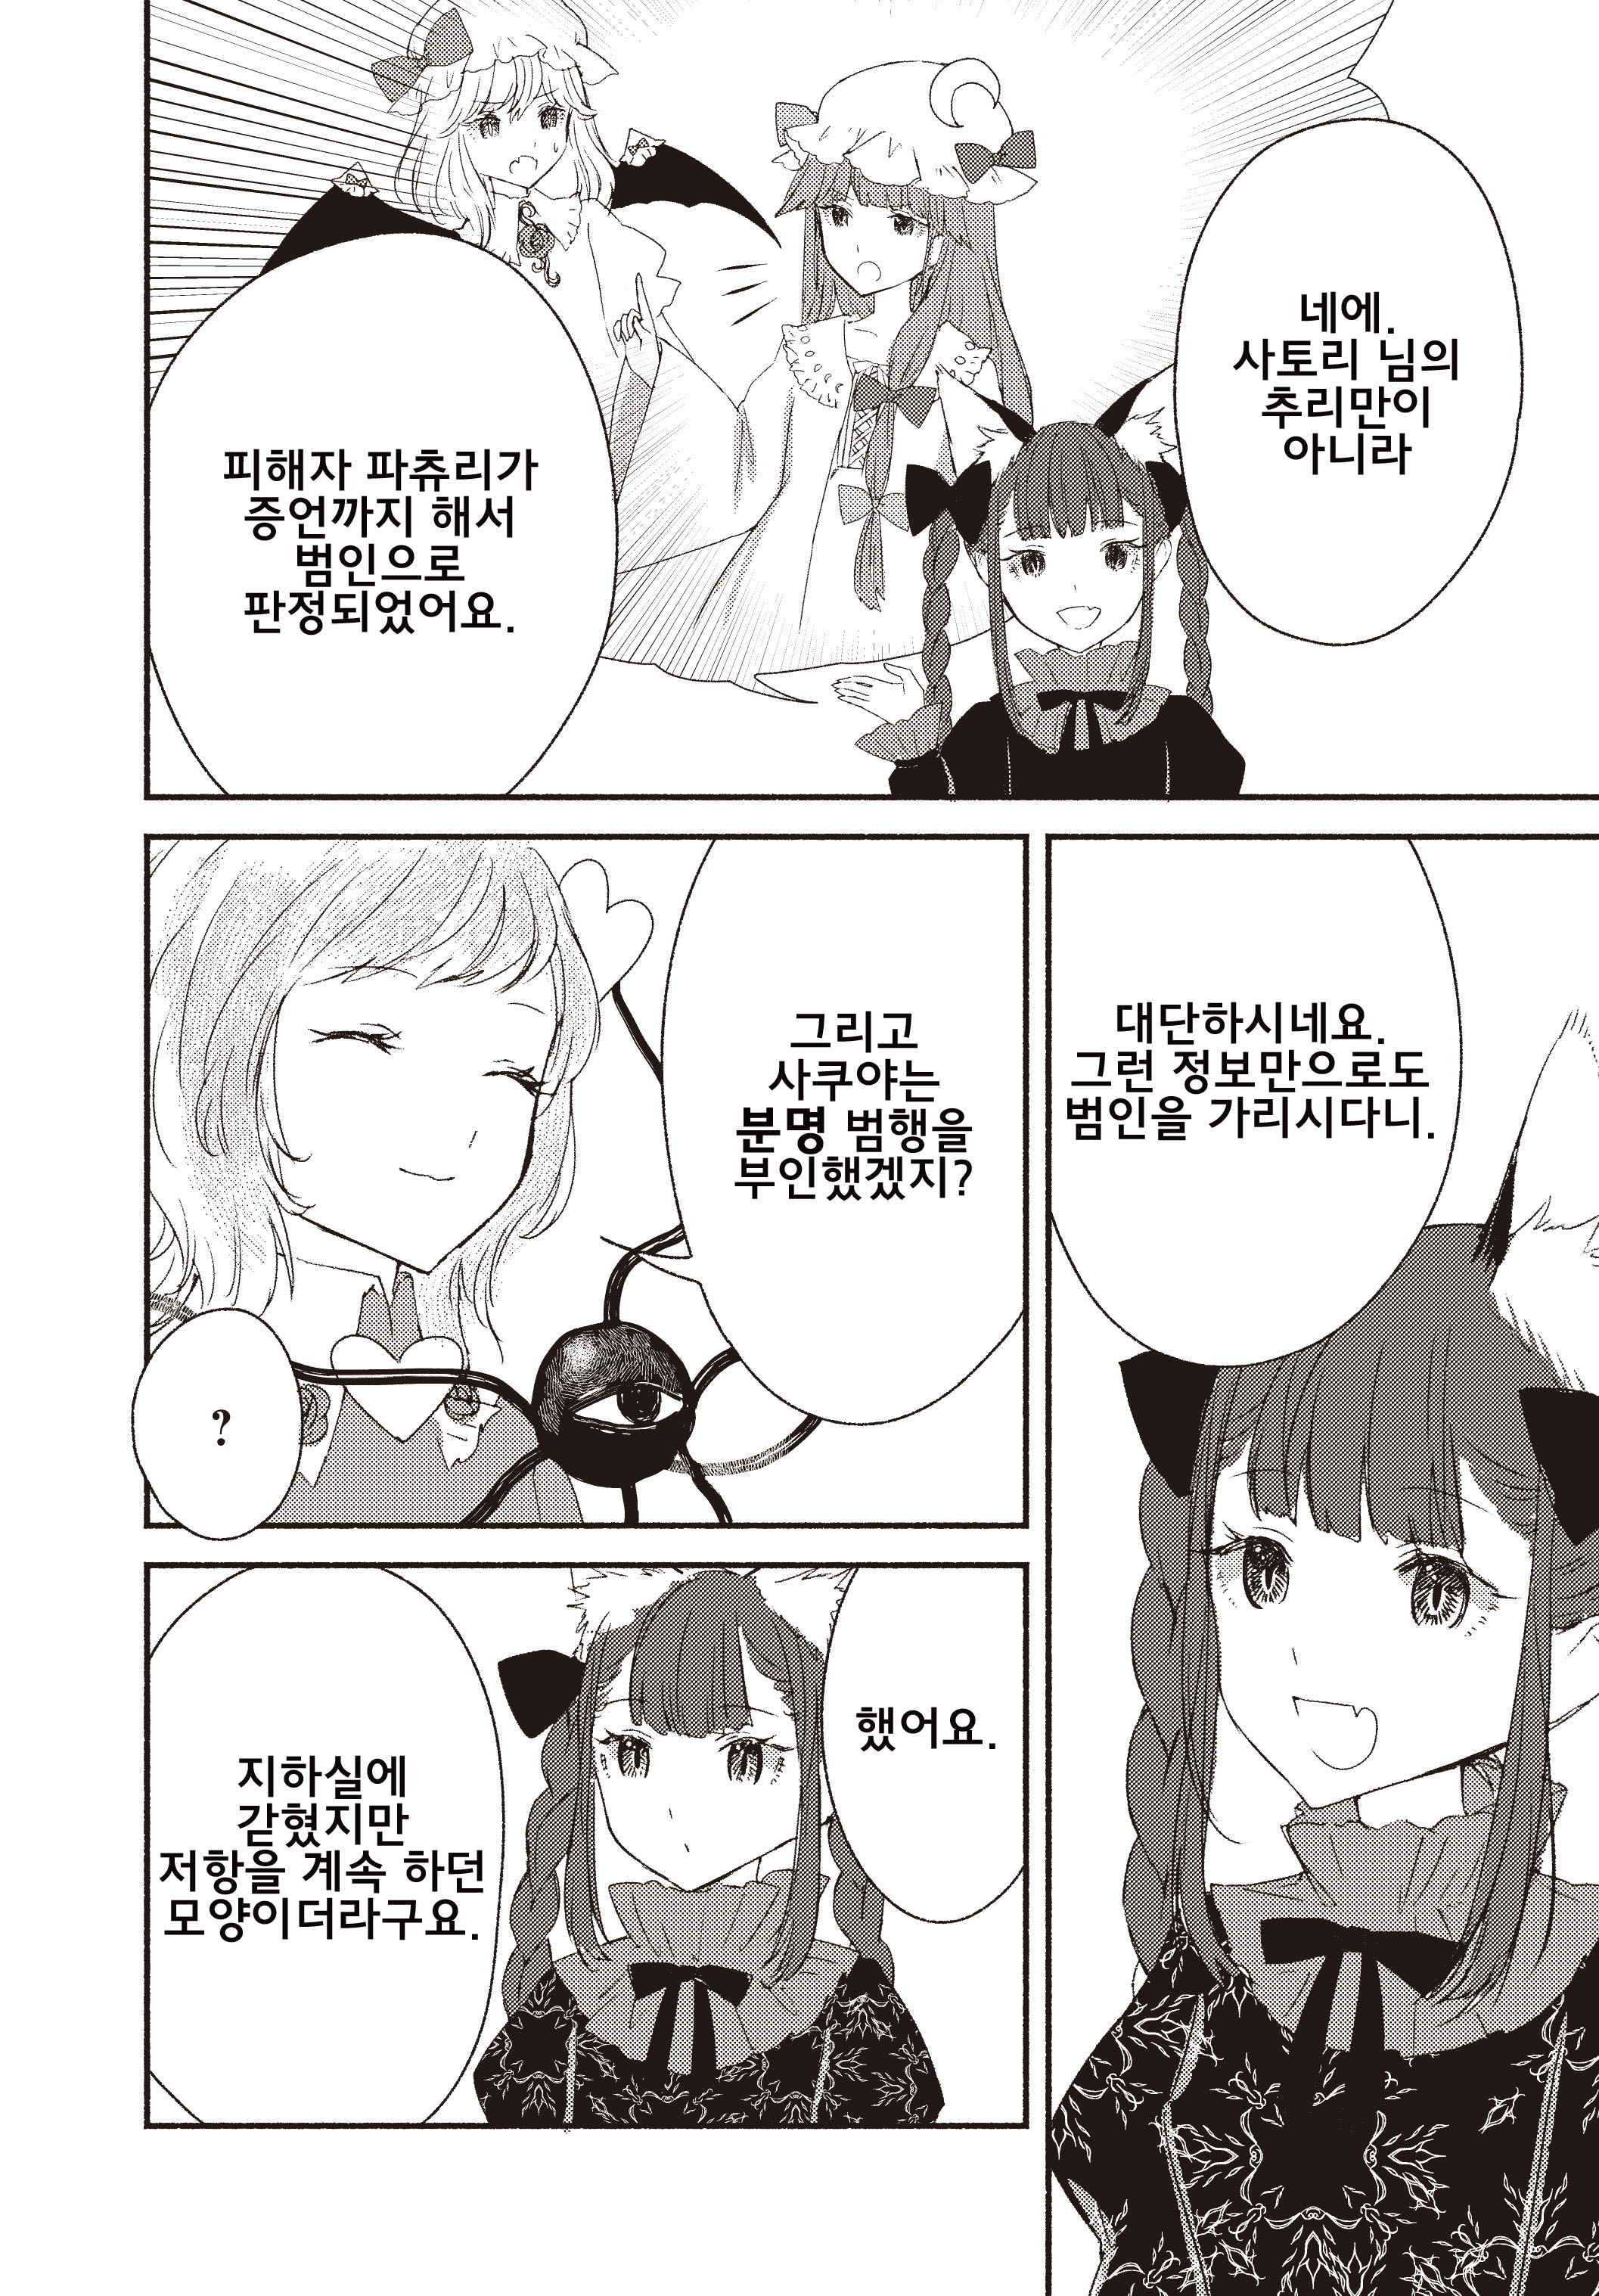 네에.
사토리 님의
추리만이
아니라
피해자 파츄리가
증언까지 해서
범인으로
판정되었어요.
대단하시네요.
그런 정보만으로도
범인을 가리시다니.
그리고
사쿠야는
분명 범행을
부인했겠지?
?
했어요.
지하실에
갇혔지만
저항을 계속 하던
모양이더라구요.